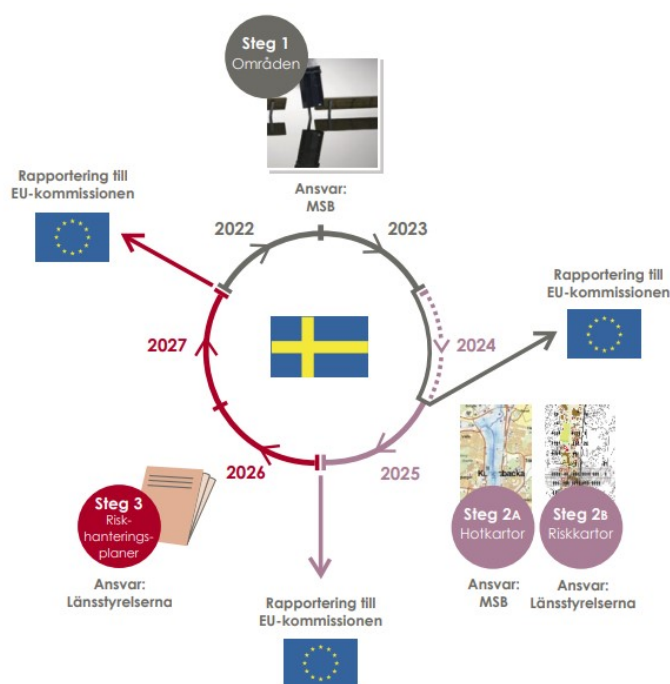 Steg 1
Områden
Ansvar:
MSB
Rapportering till
EU-kommissionen
2022
2023
Rapportering till
EU-kommissionen
2027
2024
2026
2025
Steg 3
Risk-
hanterings-
planer
Ansvar:
Länsstyrelserna
Steg 2A
Hotkartor
Ansvar:
MSB
Steg 2B
Riskkartor
Ansvar:
Länsstyrelserna
Rapportering till
EU-kommissionen